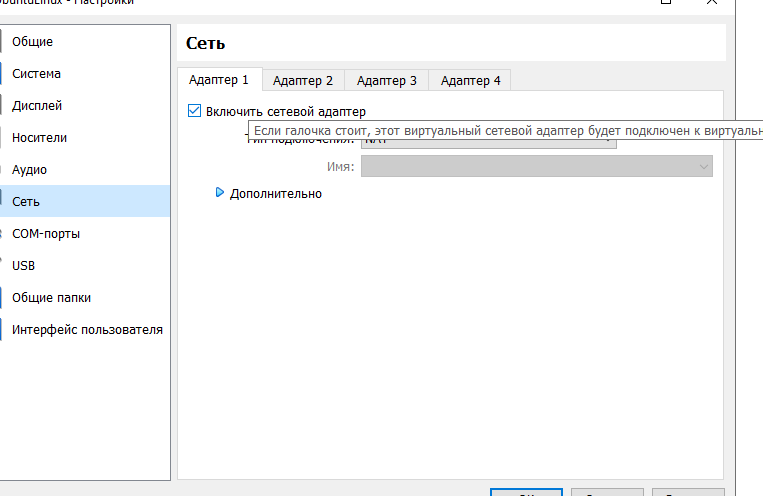 UbuntuLinux - Настройки
Общие
Система
Дисплей
Носители
Аудио
Сеть
COM-порты
USB
Общие папки
Интерфейс пользователя
Сеть
Адаптер 1
Адаптер 2
Адаптер 3
Адаптер 4
Включить сетевой адаптер
Если галочка стоит, этот виртуальный сетевой адаптер будет подключен к виртуальн
Тип подключения:
NAT
Имя:
Дополнительно